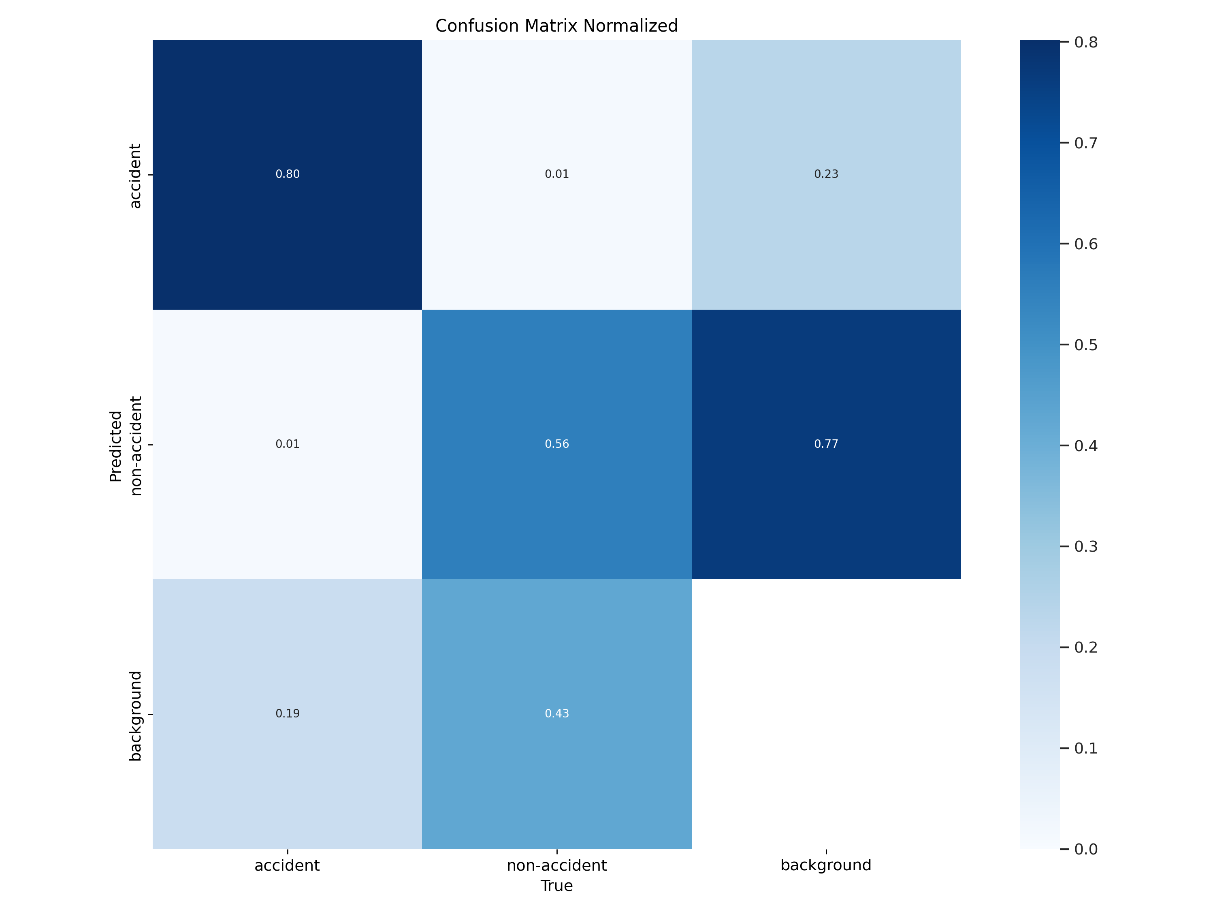 Confusion Matrix Normalized
accident
0.80
0.01
0.23
0.8
0.7
0.6
Predicted
non-accident
0.01
0.56
0.77
0.5
0.4
0.3
background
0.19
0.43
0.2
0.1
0.0
accident
non-accident
background
True